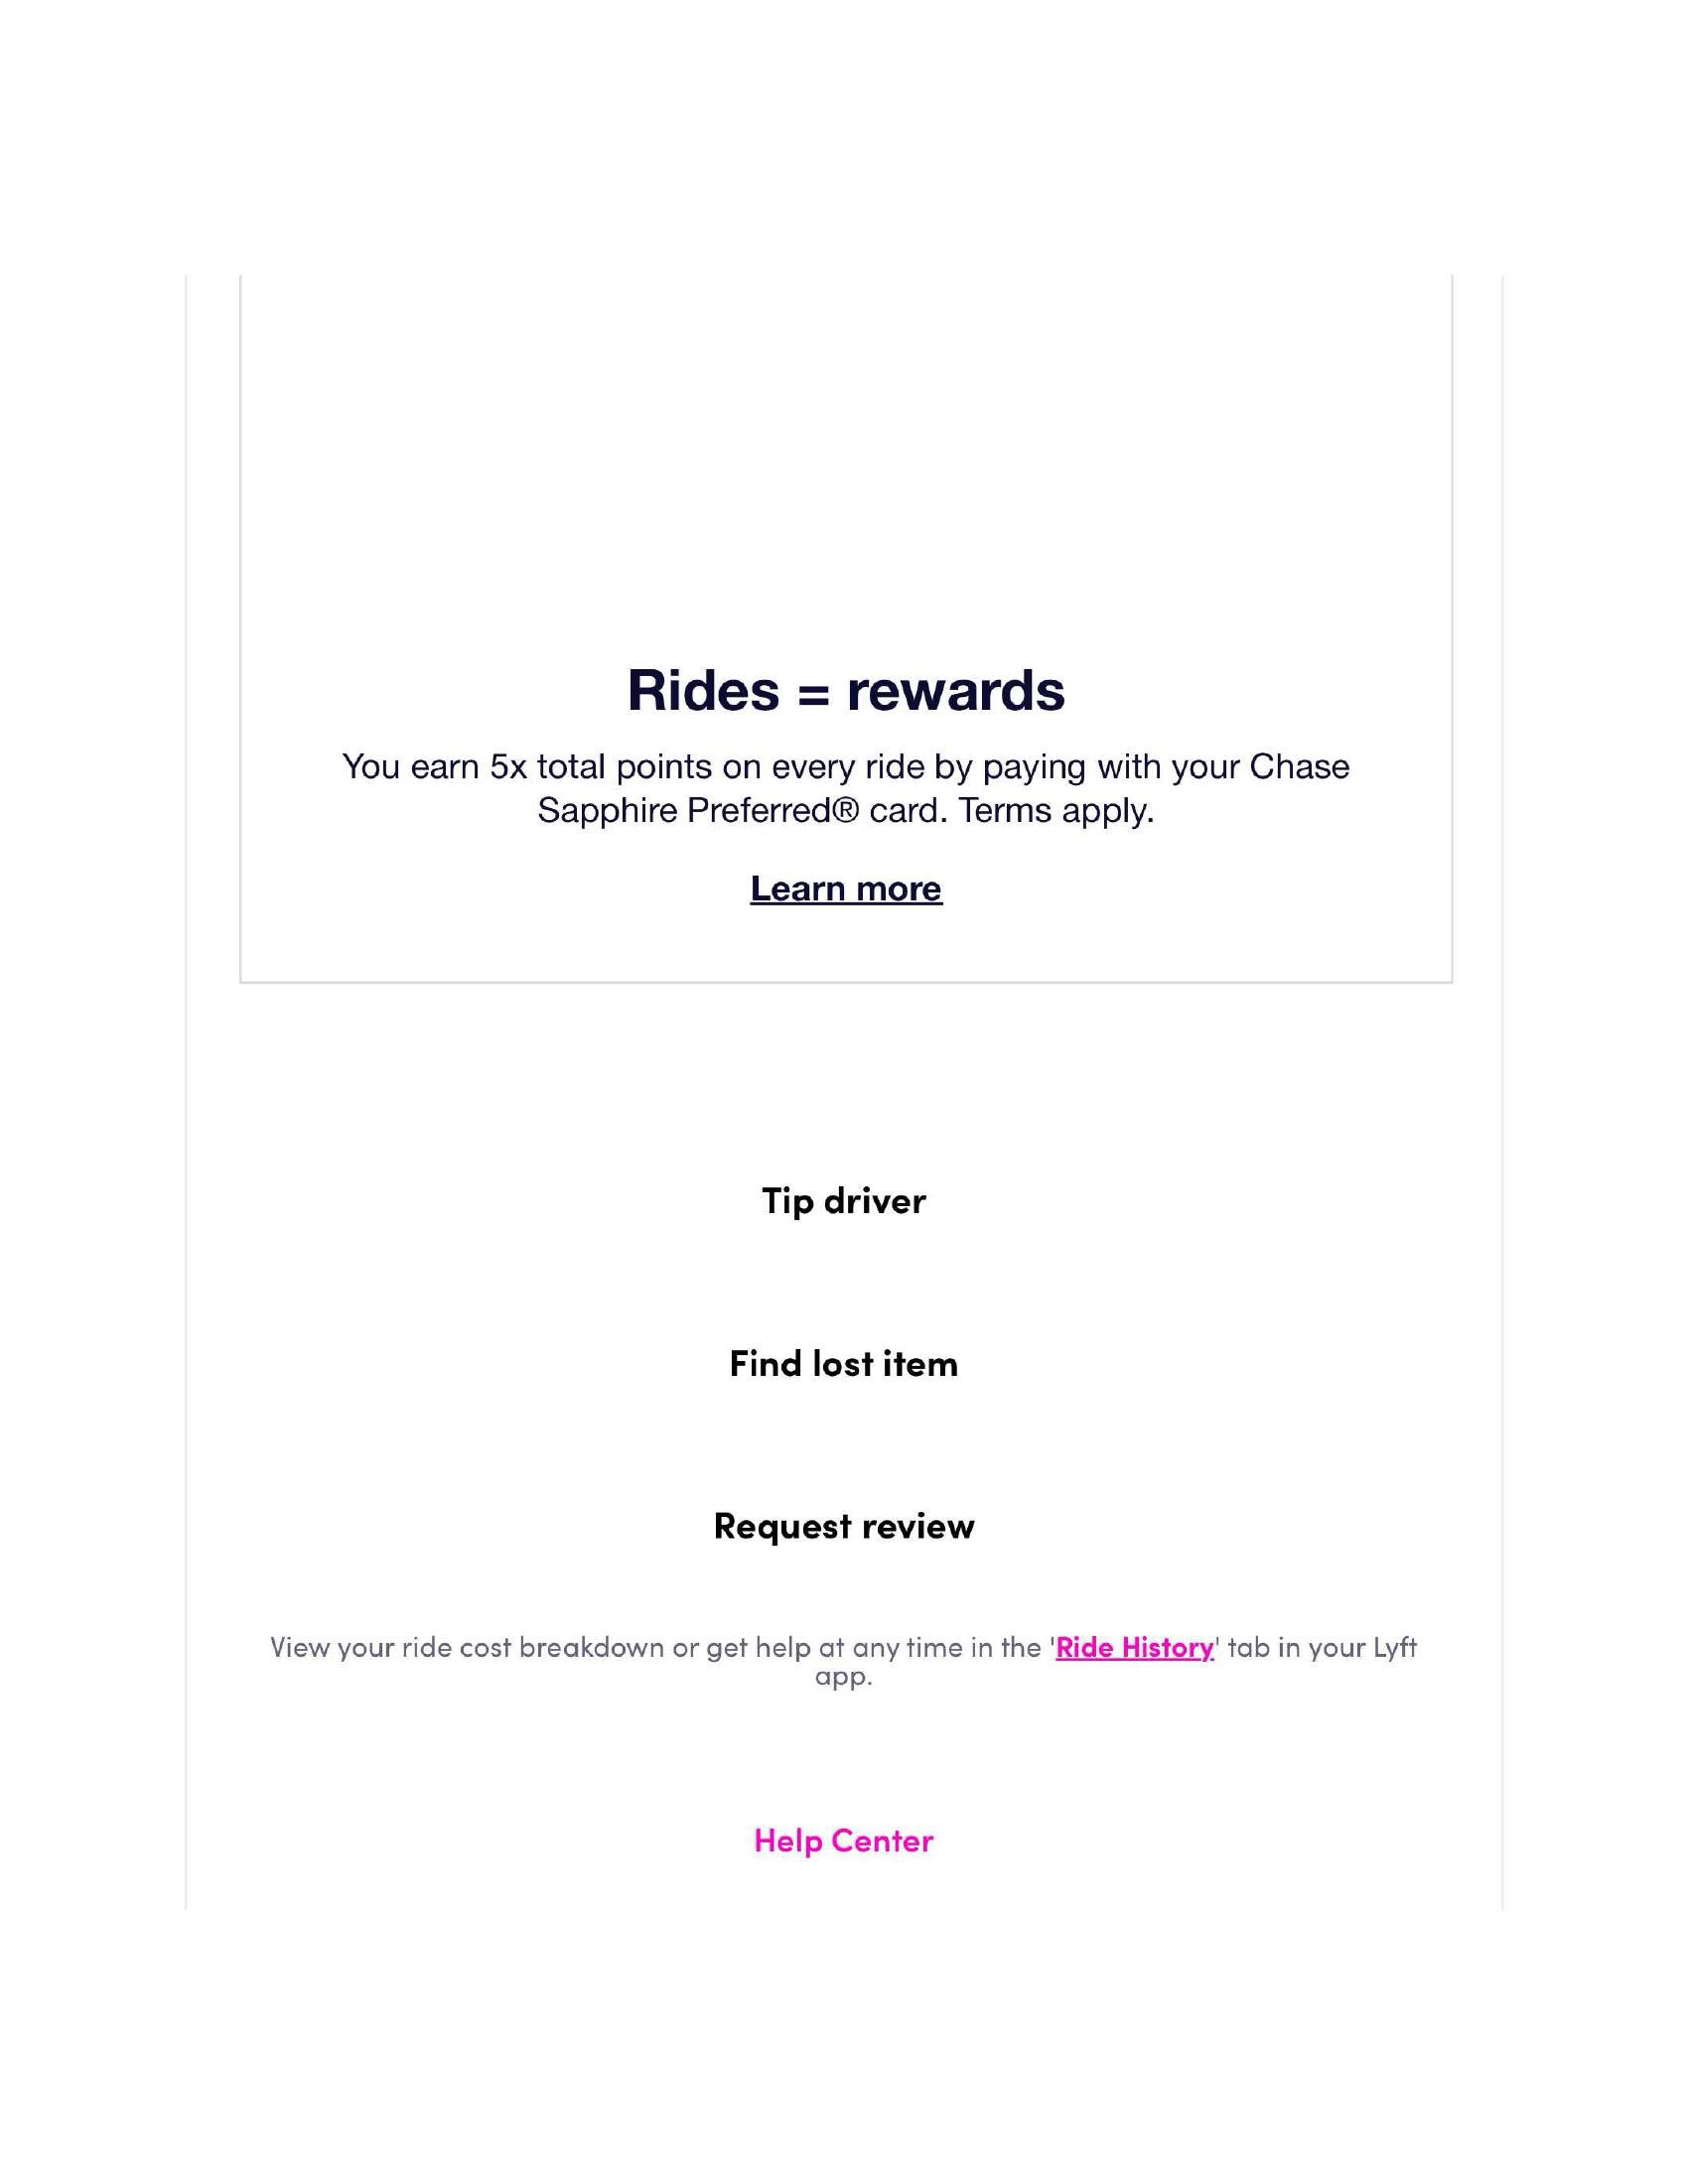 Rides = rewards
You earn 5x total points on every ride by paying with your Chase
Sapphire Preferred® card. Terms apply.
Learn more
Tip driver
Find lost item
Request review
View your ride cost breakdown or get help at any time in the 'Ride History' tab in your Lyft
app.
Help Center